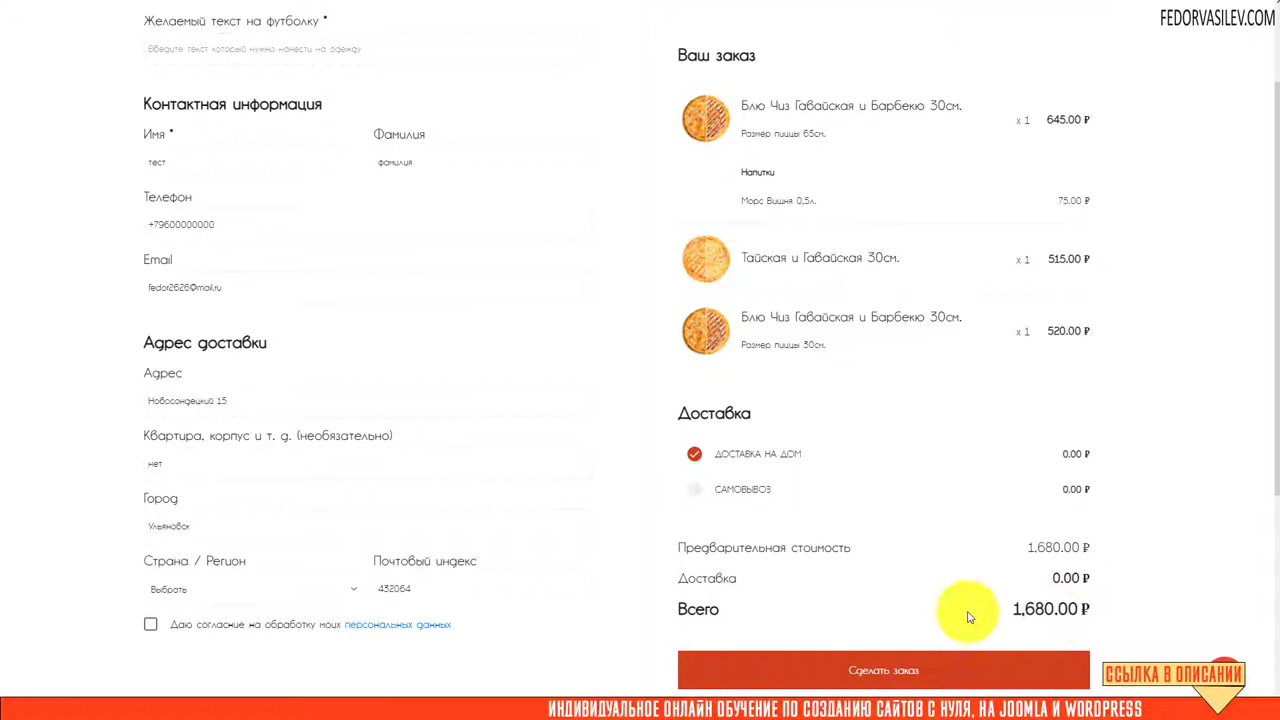 FEDORVASILEV.COM
Желаемый текст на футболку *
Введите текст который нужно нанести на одежду
Контактная информация
Имя *
Фамилия
тест
фамилия
Телефон
+79600000000
Email
fedor2626@mail.ru
Адрес доставки
Адрес
Новосондецкий 15
Квартира, корпус и т. д. (необязательно)
нет
Город
Ульяновск
Страна / Регион
Почтовый индекс
Выбрать
432064
Даю согласие на обработку моих персональных данных
Ваш заказ
Блю Чиз Гавайская и Барбекю 30см.
x 1 645.00 ₽
Размер пиццы 65см.
Напитки
Морс Вишня 0,5л.
75.00 ₽
Тайская и Гавайская 30см.
x 1 515.00 ₽
Блю Чиз Гавайская и Барбекю 30см.
x 1 520.00 ₽
Размер пиццы 30см.
Доставка
ДОСТАВКА НА ДОМ
0.00 ₽
САМОВЫВОЗ
0.00 ₽
Предварительная стоимость
1,680.00 ₽
Доставка
0.00 ₽
Всего
1,680.00 ₽
Сделать заказ
ССЫЛКА В ОПИСАНИИ
ИНДИВИДУАЛЬНОЕ ОНЛАЙН ОБУЧЕНИЕ ПО СОЗДАНИЮ САЙТОВ С НУЛЯ, НА JOOMLA И WORDPRESS